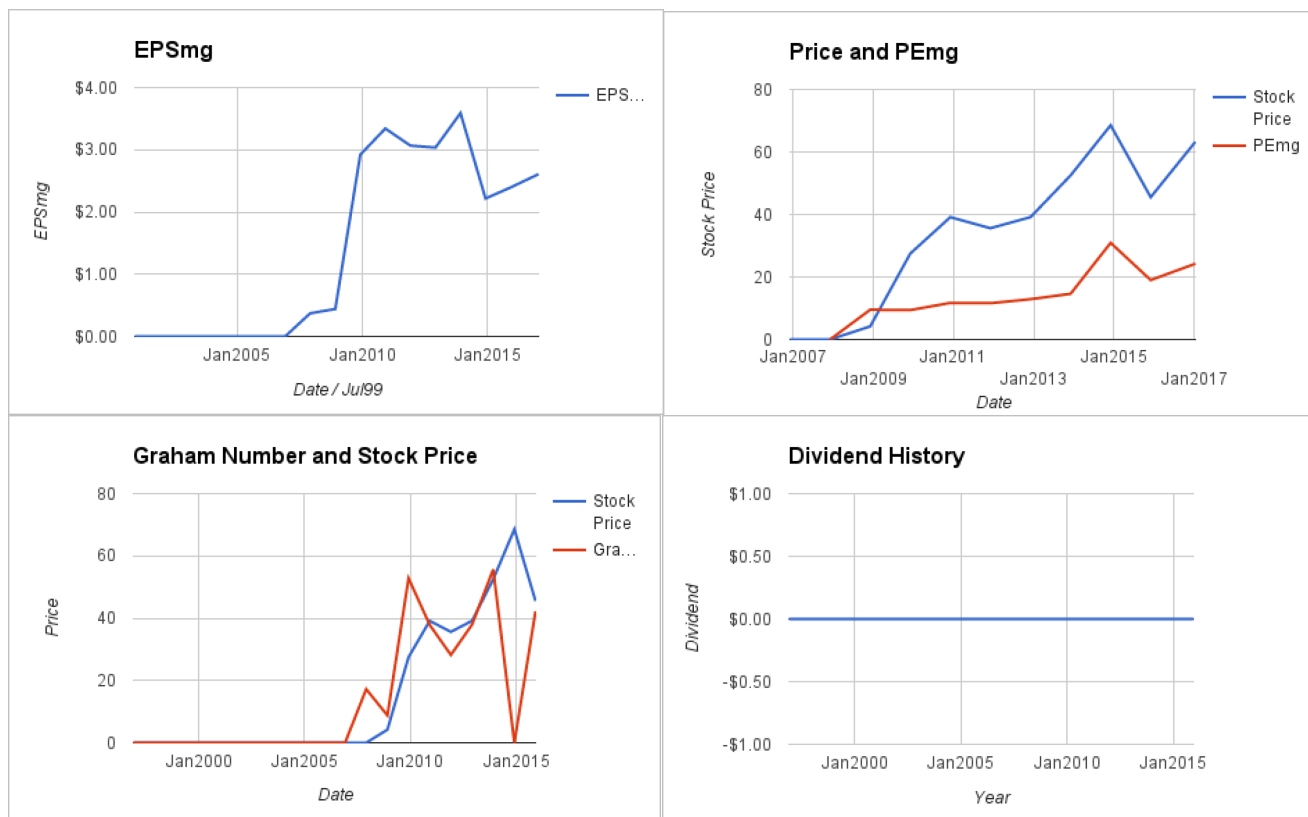 EPSmg
$4.00
$3.00
$2.00
$1.00
$0.00
EPSmg
Jan2005
Jan2010
Jan2015
Date / Jul99
EPS…
Price and PEmg
80
60
40
20
0
Stock Price
Jan2007
Jan2009
Jan2011
Jan2013
Jan2015
Jan2017
Date
Stock
Price
PEmg
Graham Number and Stock Price
80
60
40
20
0
Price
Jan2000
Jan2005
Jan2010
Jan2015
Date
Stock
Price
Gra…
Dividend History
$1.00
$0.50
$0.00
-$0.50
-$1.00
Dividend
Jan2000
Jan2005
Jan2010
Jan2015
Year